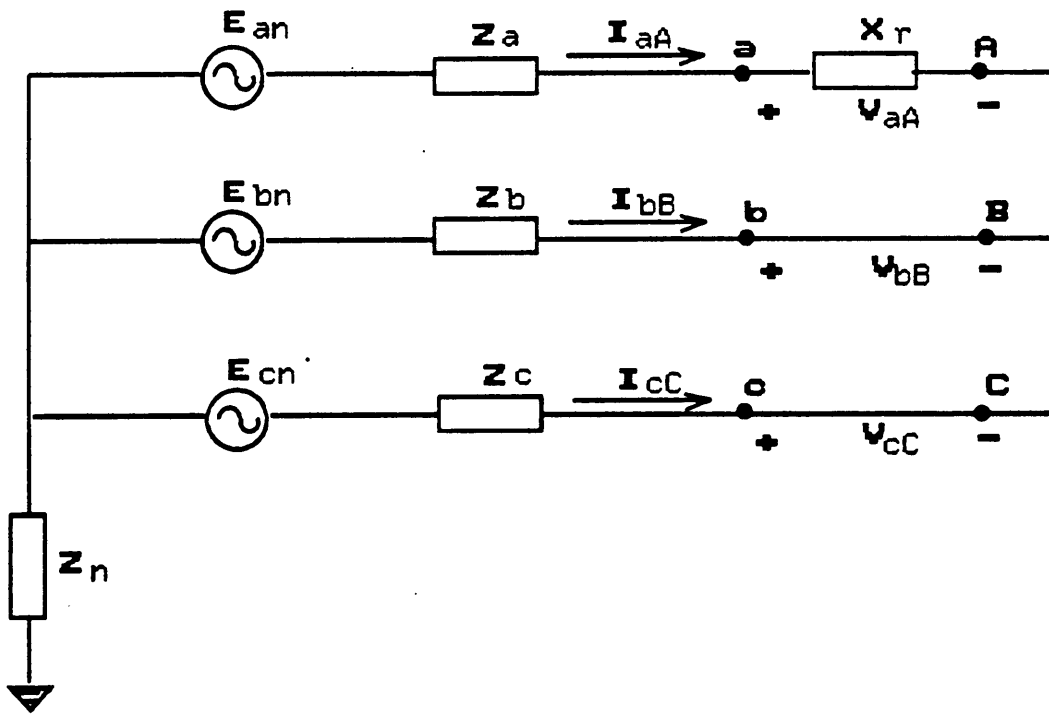 Ean Za IaA a Xr A
+ VaA -
Ebn Zb IbB b B
+ VbB -
Ecn Zc IcC c C
+ VcC -
Zn